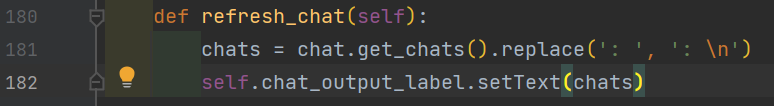 180 def refresh_chat(self):
181 chats = chat.get_chats().replace(': ', ': \n')
182 self.chat_output_label.setText(chats)